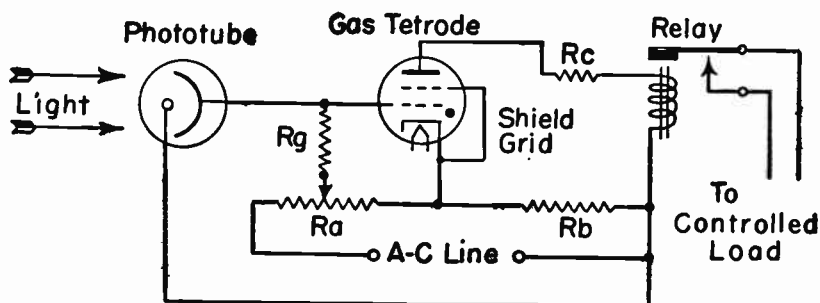 Gas Tetrode
Relay
Phototube
Rc
Light
Shield
Grid
Rg
Ra
Rb
To
Controlled
Load
A-C Line